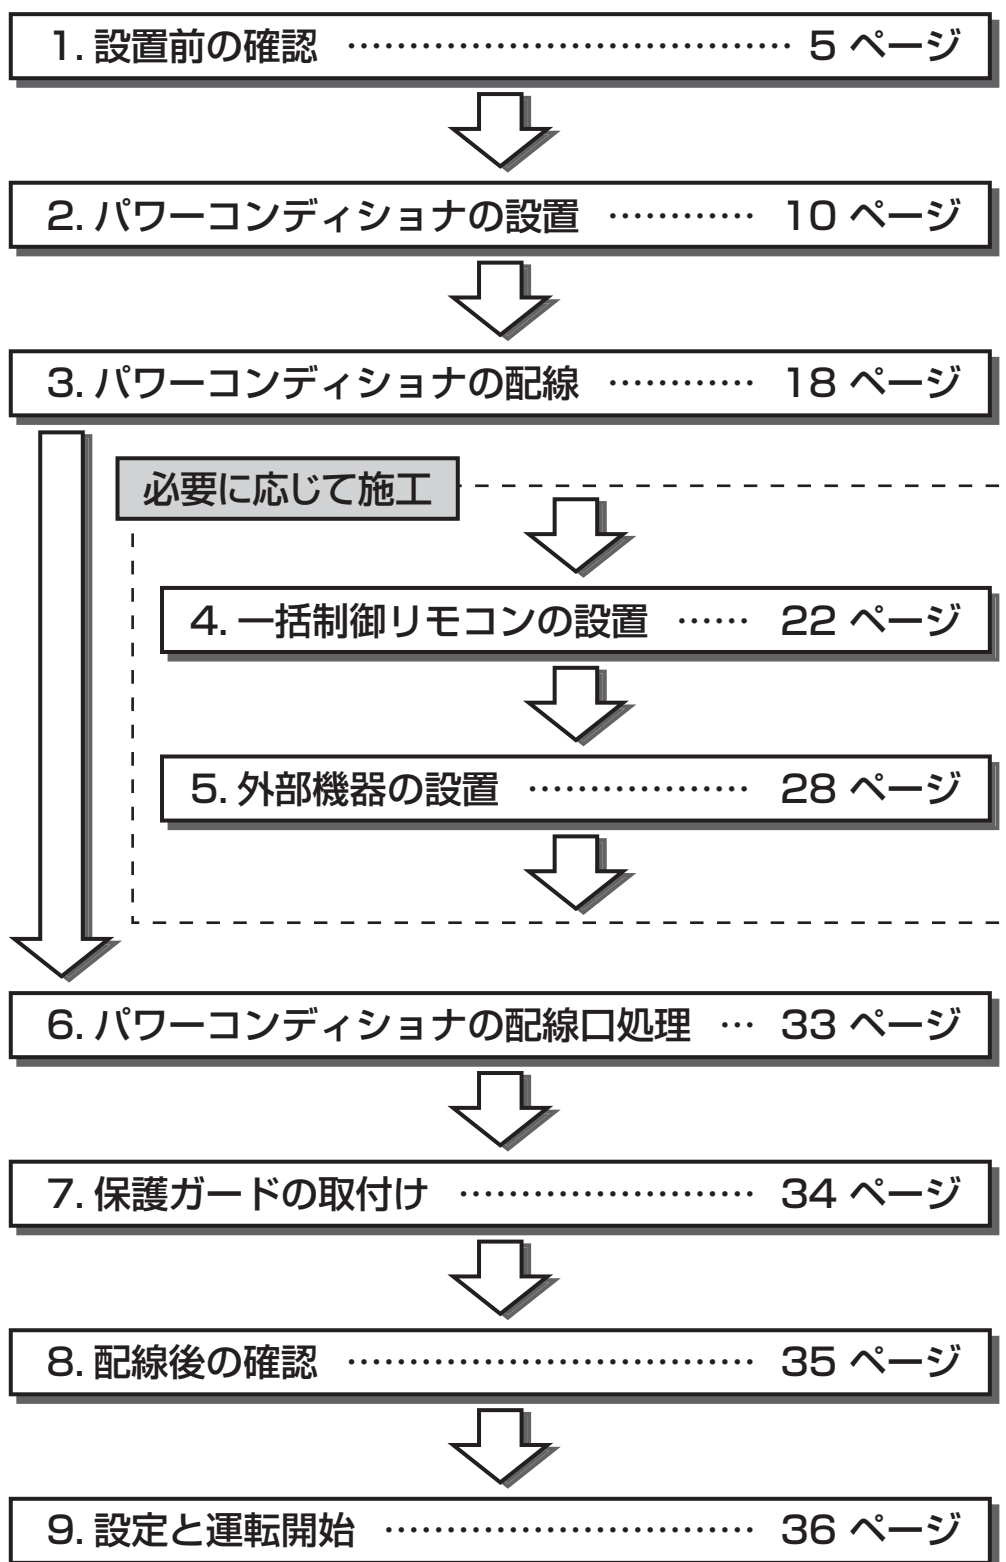 1. 設置前の確認 ………………………………… 5 ページ
2. パワーコンディショナの設置 ………… 10 ページ
3. パワーコンディショナの配線 ………… 18 ページ
必要に応じて施工
4. 一括制御リモコンの設置 …… 22 ページ
5. 外部機器の設置 ……………… 28 ページ
6. パワーコンディショナの配線口処理 … 33 ページ
7. 保護ガードの取付け …………………… 34 ページ
8. 配線後の確認 …………………………… 35 ページ
9. 設定と運転開始 ………………………… 36 ページ